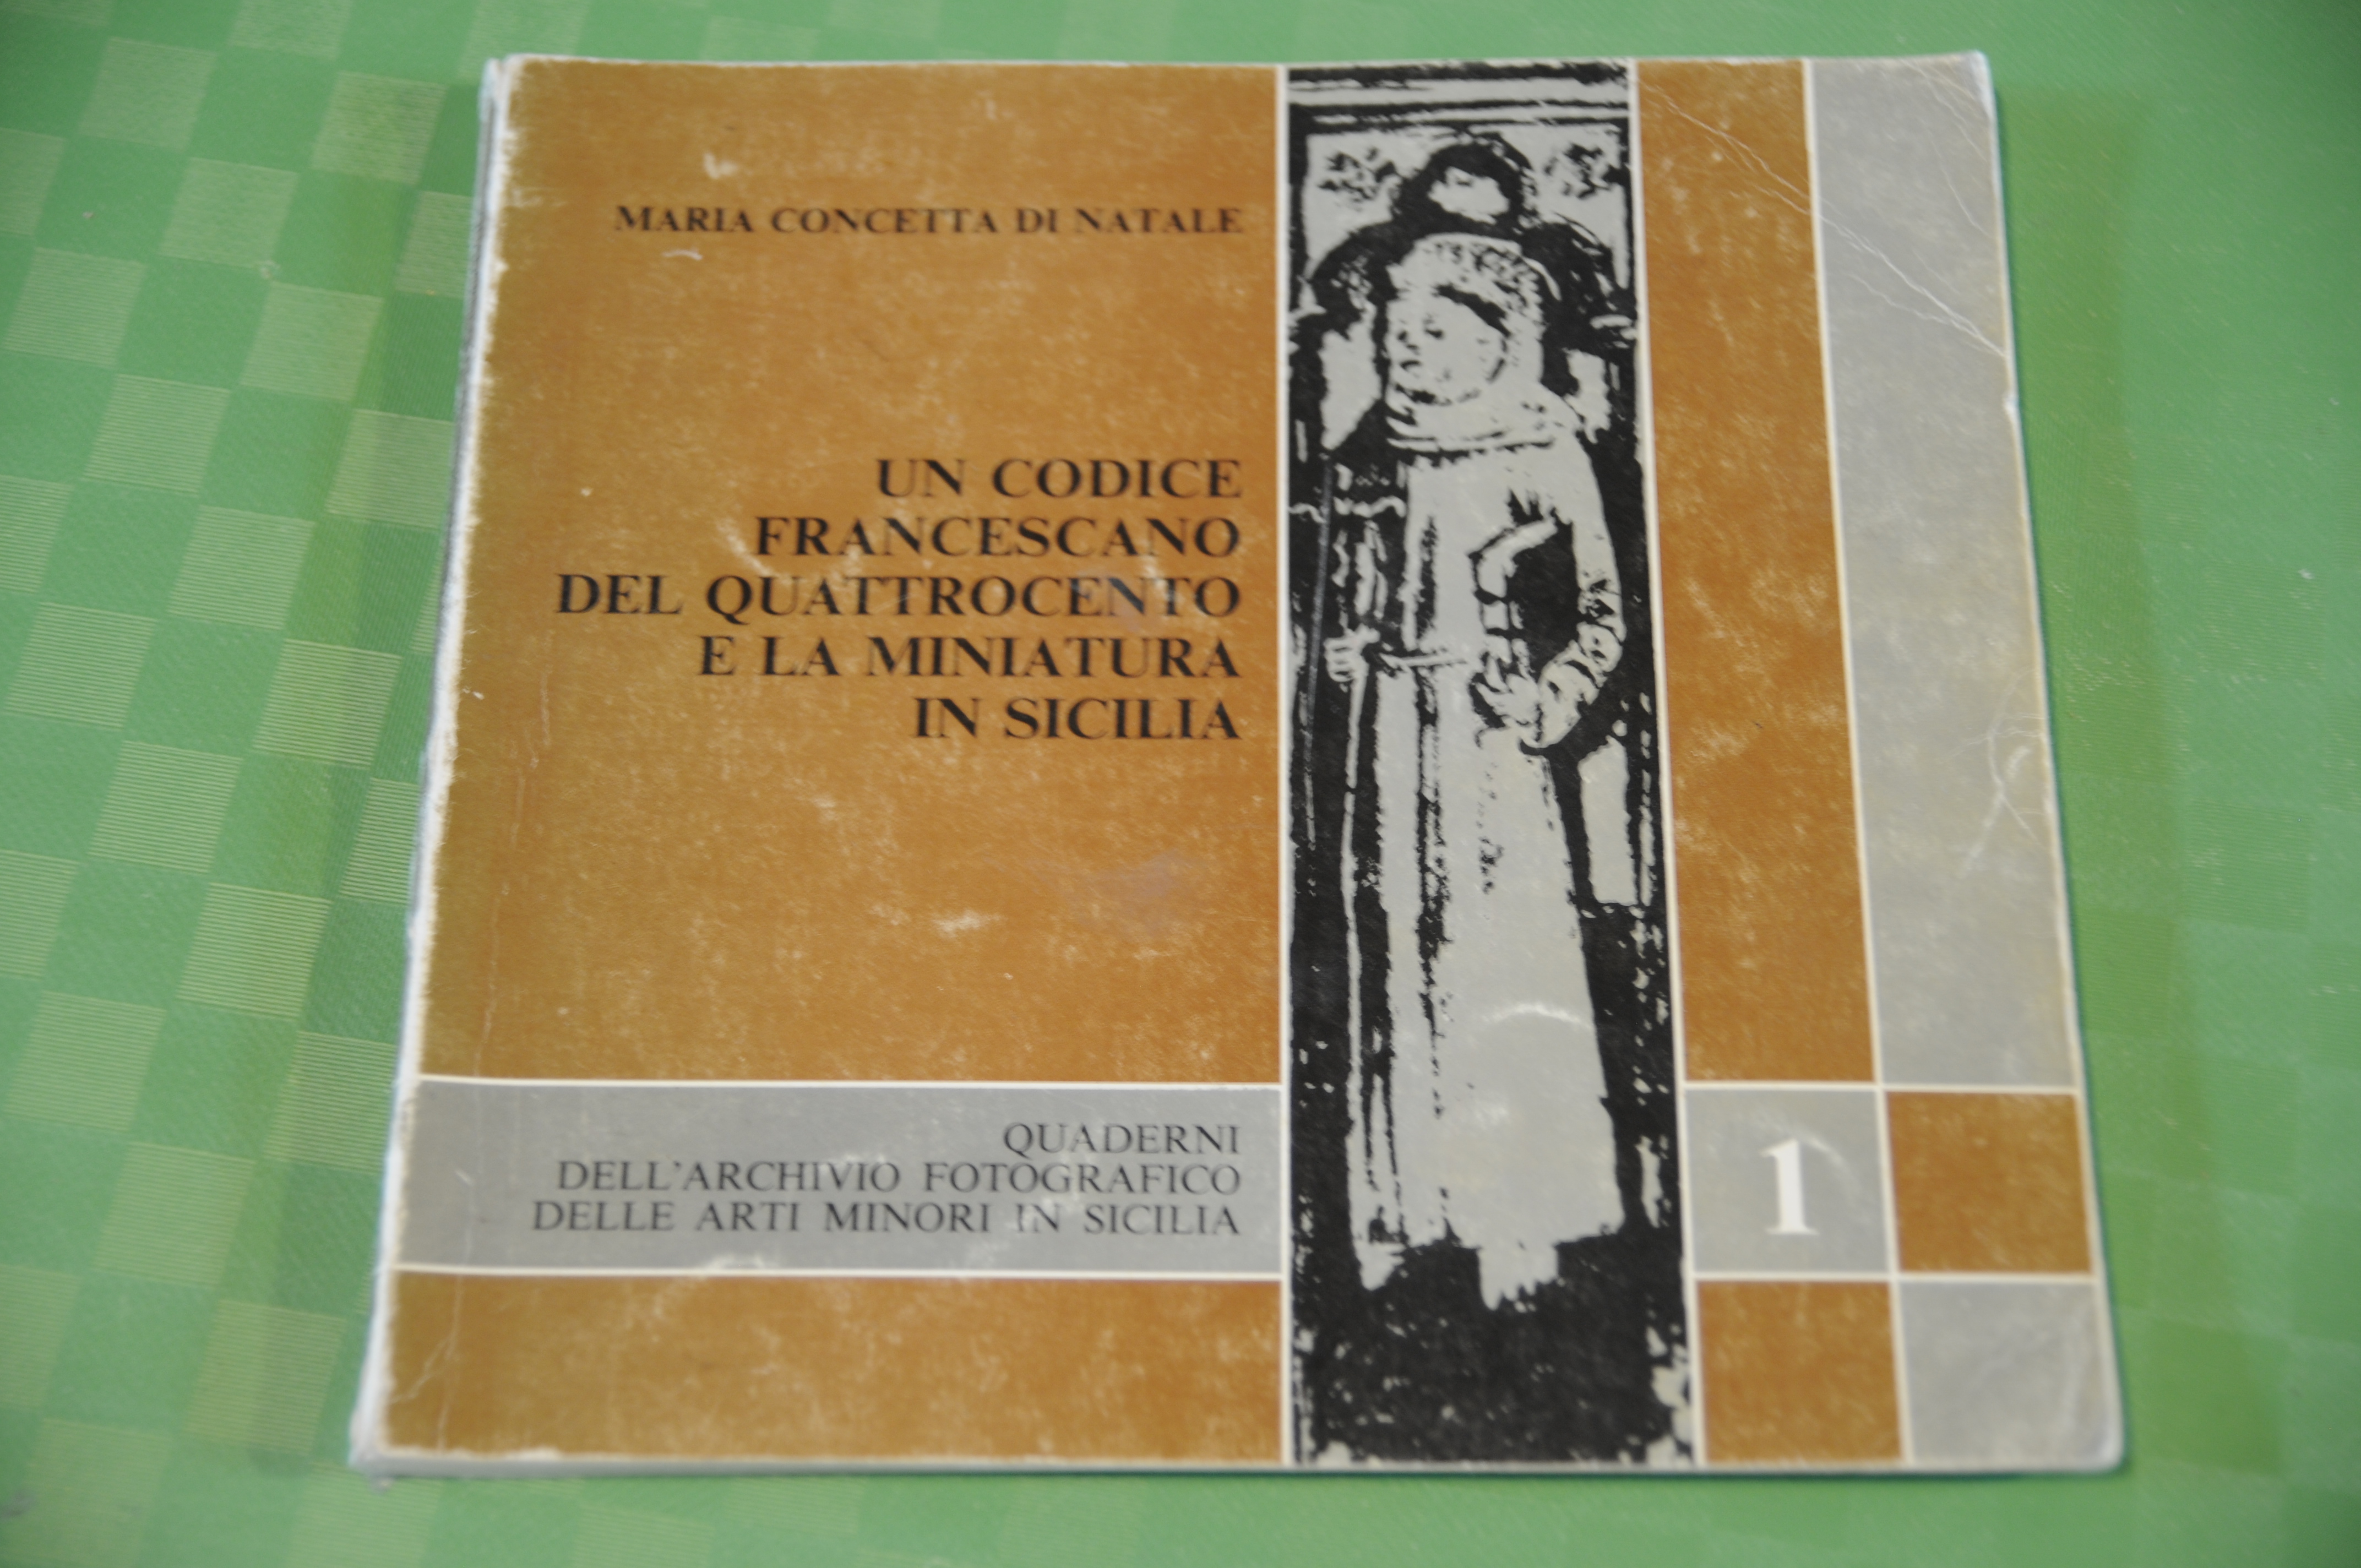 MARIA CONCETTA DI NATALE
UN CODICE
FRANCESCANO
DEL QUATTROCENTO
E LA MINIATURA
IN SICILIA
QUADERNI
DELL'ARCHIVIO FOTOGRAFICO
DELLE ARTI MINORI IN SICILIA
1